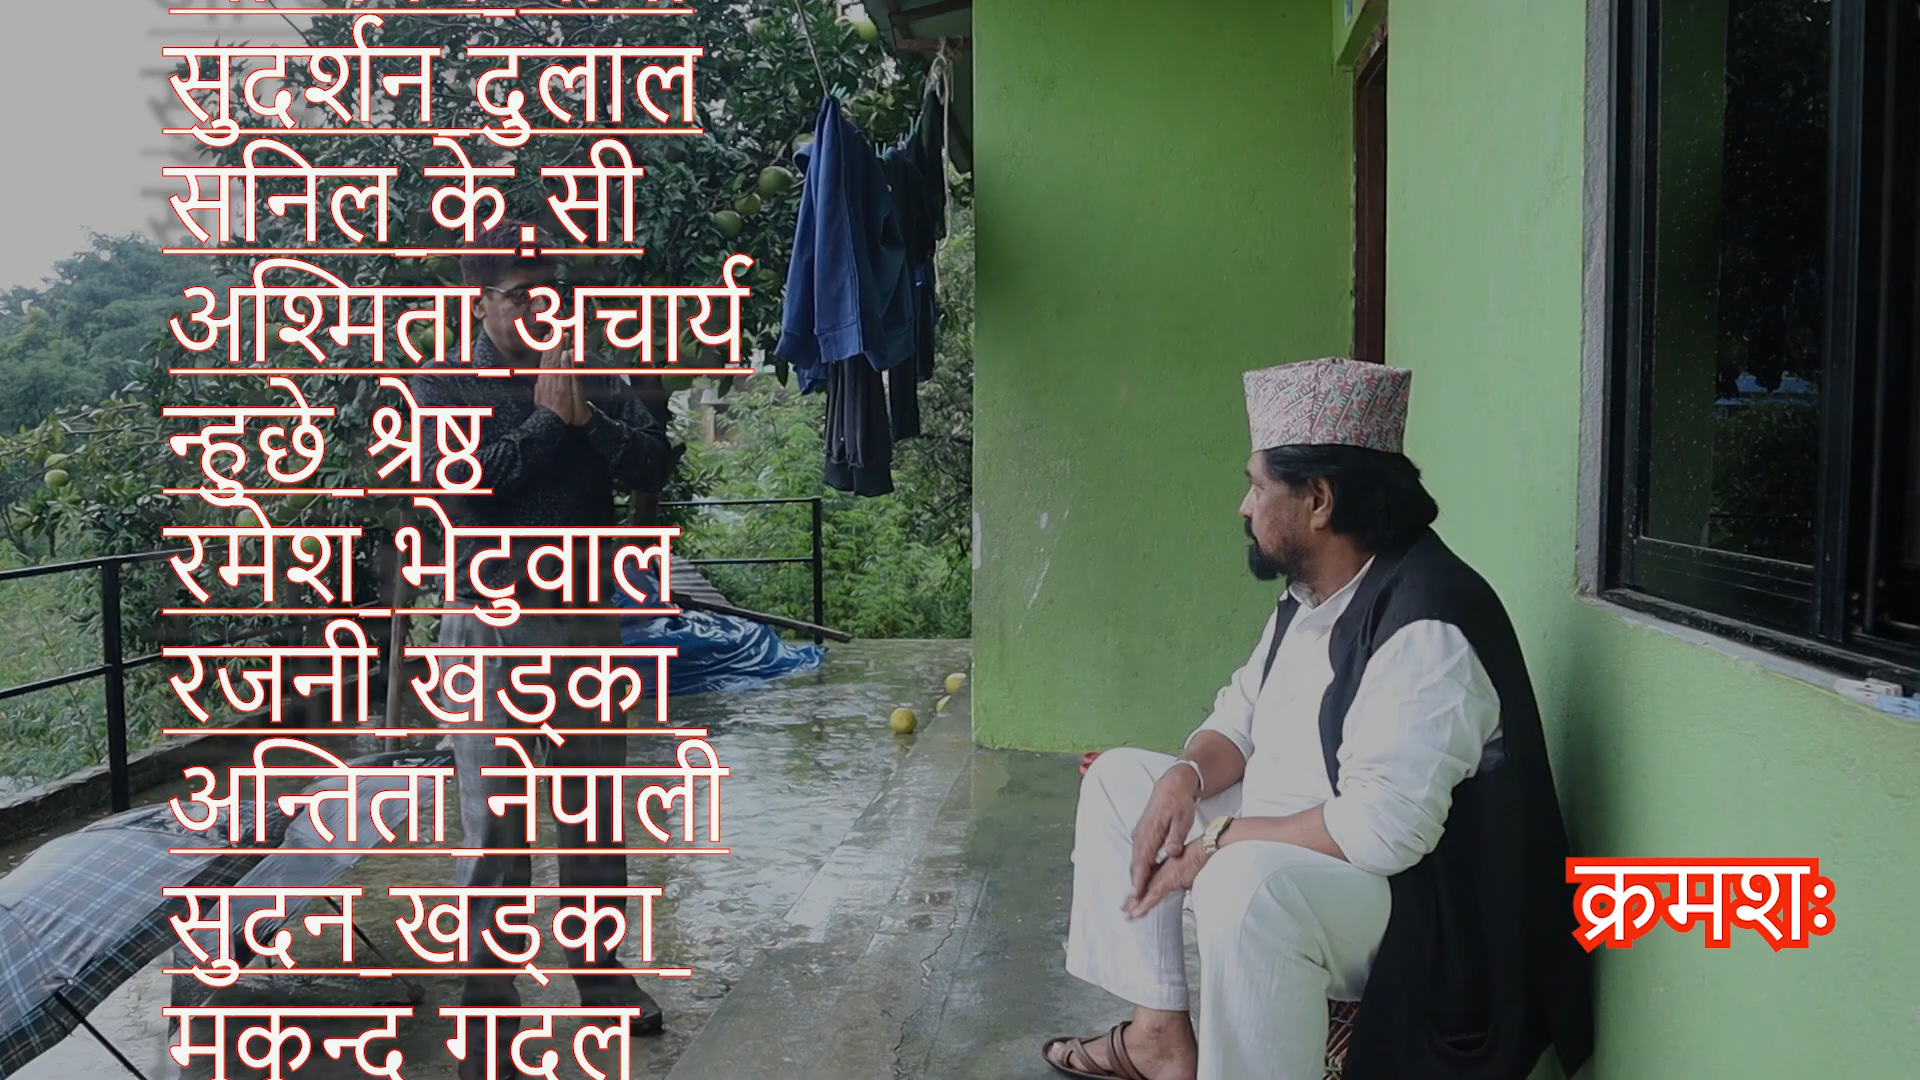 सुदर्शन दुलाल
सनिल के.सी
अश्मिता अचार्य
न्हुछे श्रेष्ठ
रमेश भेटुवाल
रजनी खड्का
अन्तिता नेपाली
सुदन खड्का
क्रमशः